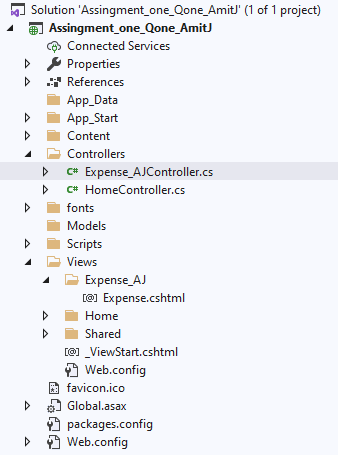 Solution 'Assingment_one_Qone_AmitJ' (1 of 1 project)
Assingment_one_Qone_AmitJ
Connected Services
Properties
References
App_Data
App_Start
Content
Controllers
C# Expense_AJController.cs
C# HomeController.cs
fonts
Models
Scripts
Views
Expense_AJ
[@] Expense.cshtml
Home
Shared
[@] _ViewStart.cshtml
Web.config
favicon.ico
Global.asax
packages.config
Web.config